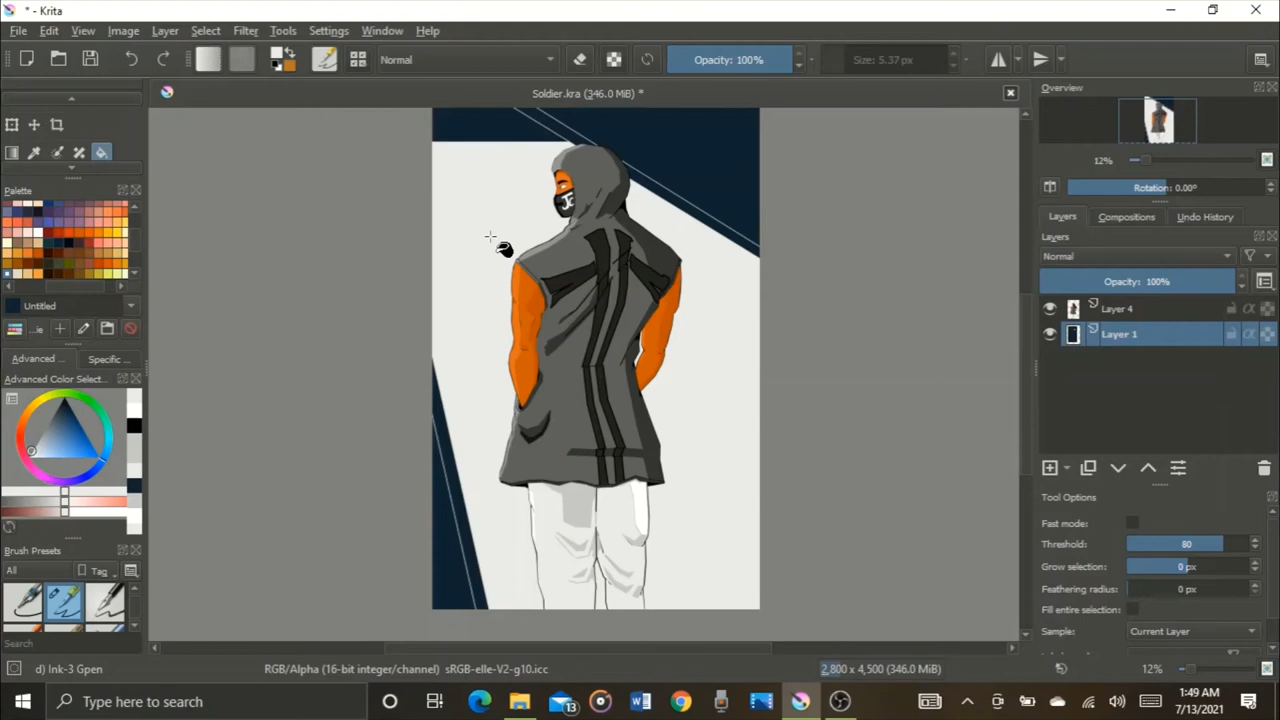 * - Krita
File Edit View Image Layer Select Filter Tools Settings Window Help
Normal Opacity: 100% Size: 5.37 px
Soldier.kra (346.0 MiB) *
Overview
12%
Rotation: 0.00°
Palette
Layers Compositions Undo History
Layers
Normal
Opacity: 100%
Untitled
Layer 4
...ie
Layer 1
Advanced ... Specific ...
Advanced Color Select...
Tool Options
Fast mode:
Threshold: 80
Brush Presets
Grow selection: 0 px
All Tag
Feathering radius: 0 px
Fill entire selection:
Sample: Current Layer
Search
d) Ink-3 Gpen RGB/Alpha (16-bit integer/channel) sRGB-elle-V2-g10.icc 2,800 x 4,500 (346.0 MiB) 12%
Type here to search 13 1:49 AM
7/13/2021